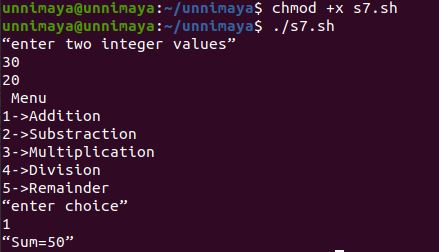 unnimaya@unnimaya:~/unnimaya$ chmod +x s7.sh
unnimaya@unnimaya:~/unnimaya$ ./s7.sh
“enter two integer values”
30
20
 Menu
1->Addition
2->Substraction
3->Multiplication
4->Division
5->Remainder
“enter choice”
1
“Sum=50”